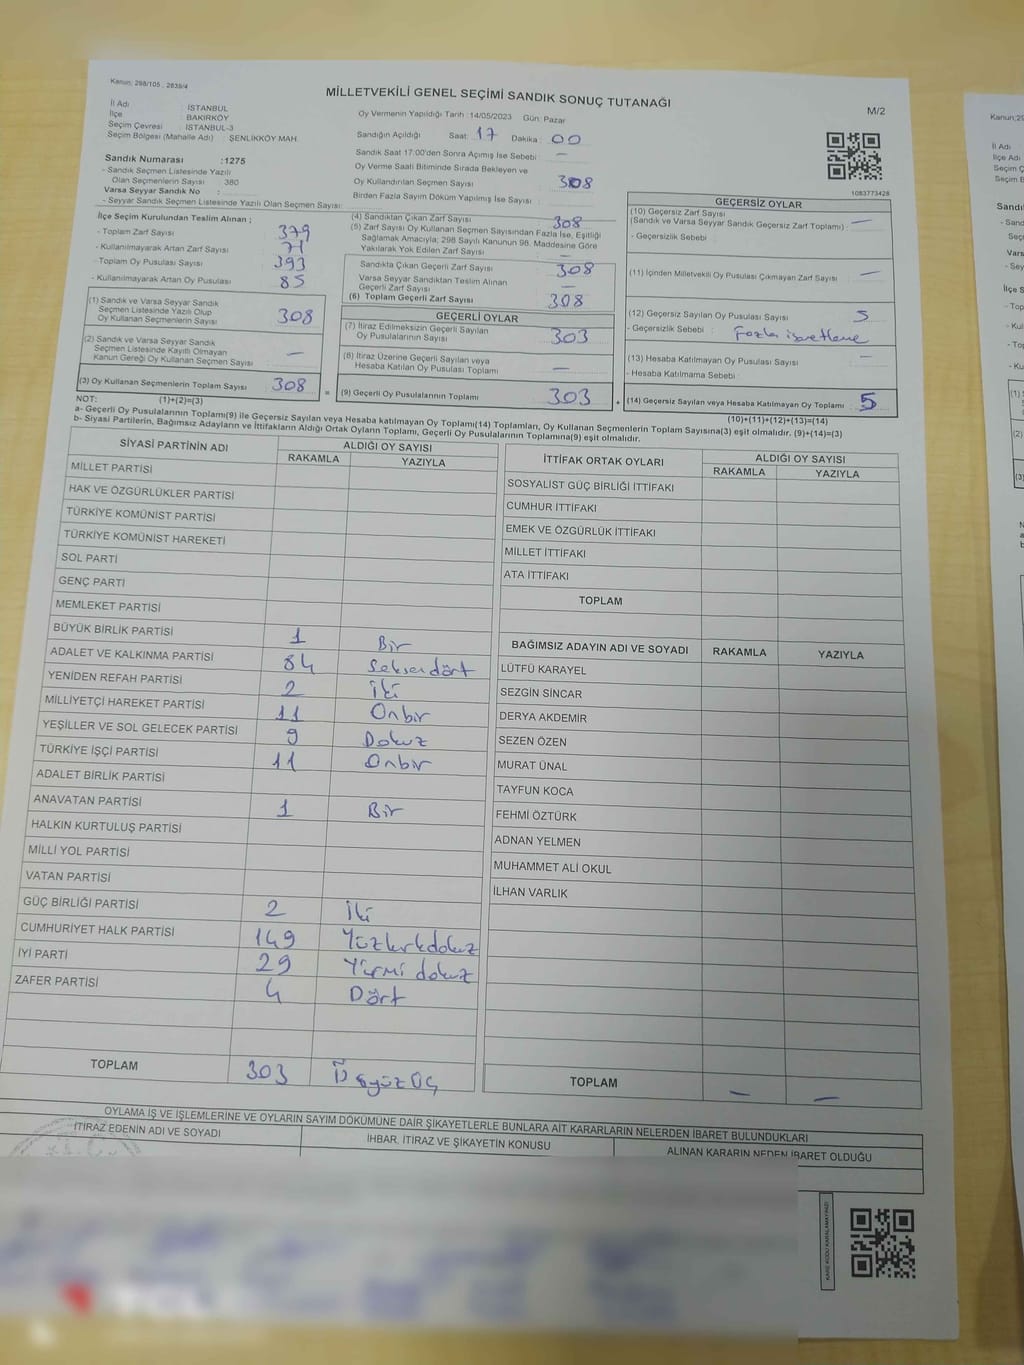 Kanun: 298/105 , 2839/4
MİLLETVEKİLİ GENEL SEÇİMİ SANDIK SONUÇ TUTANAĞI
M/2
İl Adı : İSTANBUL
İlçe : BAKIRKÖY
Seçim Çevresi : İSTANBUL-3
Seçim Bölgesi (Mahalle Adı) : ŞENLİKKÖY MAH.
Sandık Numarası :1275
- Sandık Seçmen Listesinde Yazılı
Olan Seçmenlerin Sayısı : 380
Varsa Seyyar Sandık No :
- Seyyar Sandık Seçmen Listesinde Yazılı Olan Seçmen Sayısı:
Oy Vermenin Yapıldığı Tarih :14/05/2023 Gün: Pazar
Sandığın Açıldığı Saat: 17 Dakika : 00
Sandık Saat 17:00'den Sonra Açılmış İse Sebebi : –
Oy Verme Saati Bitiminde Sırada Bekleyen ve
Oy Kullandırılan Seçmen Sayısı : 308
Birden Fazla Sayım Döküm Yapılmış İse Sayısı :
1083773428
İlçe Seçim Kurulundan Teslim Alınan ;
- Toplam Zarf Sayısı : 379
- Kullanılmayarak Artan Zarf Sayısı : 71
- Toplam Oy Pusulası Sayısı : 393
- Kullanılmayarak Artan Oy Pusulası : 85
(1) Sandık ve Varsa Seyyar Sandık
Seçmen Listesinde Yazılı Olup
Oy Kullanan Seçmenlerin Sayısı : 308
(2) Sandık ve Varsa Seyyar Sandık
Seçmen Listesinde Kayıtlı Olmayan
Kanun Gereği Oy Kullanan Seçmen Sayısı : –
(3) Oy Kullanan Seçmenlerin Toplam Sayısı : 308
(4) Sandıktan Çıkan Zarf Sayısı : 308
(5) Zarf Sayısı Oy Kullanan Seçmen Sayısından Fazla İse, Eşitliği
Sağlamak Amacıyla; 298 Sayılı Kanunun 98. Maddesine Göre
Yakılarak Yok Edilen Zarf Sayısı : –
Sandıkta Çıkan Geçerli Zarf Sayısı : 308
Varsa Seyyar Sandıktan Teslim Alınan
Geçerli Zarf Sayısı : –
(6) Toplam Geçerli Zarf Sayısı : 308
GEÇERLİ OYLAR
(7) İtiraz Edilmeksizin Geçerli Sayılan
Oy Pusulalarının Sayısı : 303
(8) İtiraz Üzerine Geçerli Sayılan veya
Hesaba Katılan Oy Pusulası Toplamı : –
= (9) Geçerli Oy Pusulalarının Toplamı : 303
GEÇERSİZ OYLAR
(10) Geçersiz Zarf Sayısı
(Sandık ve Varsa Seyyar Sandık Geçersiz Zarf Toplamı) : –
- Geçersizlik Sebebi :
(11) İçinden Milletvekili Oy Pusulası Çıkmayan Zarf Sayısı : –
(12) Geçersiz Sayılan Oy Pusulası Sayısı : 5
- Geçersizlik Sebebi : Fazla işaretleme
(13) Hesaba Katılmayan Oy Pusulası Sayısı : –
- Hesaba Katılmama Sebebi :
+ (14) Geçersiz Sayılan veya Hesaba Katılmayan Oy Toplamı : 5
NOT: (1)+(2)=(3) (10)+(11)+(12)+(13)=(14)
a- Geçerli Oy Pusulalarının Toplamı(9) ile Geçersiz Sayılan veya Hesaba katılmayan Oy Toplamı(14) Toplamları, Oy Kullanan Seçmenlerin Toplam Sayısına(3) eşit olmalıdır. (9)+(14)=(3)
b- Siyasi Partilerin, Bağımsız Adayların ve İttifakların Aldığı Ortak Oyların Toplamı, Geçerli Oy Pusulalarının Toplamına(9) eşit olmalıdır.
SİYASİ PARTİNİN ADI ALDIĞI OY SAYISI
RAKAMLA YAZIYLA
MİLLET PARTİSİ
HAK VE ÖZGÜRLÜKLER PARTİSİ
TÜRKİYE KOMÜNİST PARTİSİ
TÜRKİYE KOMÜNİST HAREKETİ
SOL PARTİ
GENÇ PARTİ
MEMLEKET PARTİSİ
BÜYÜK BİRLİK PARTİSİ 1 Bir
ADALET VE KALKINMA PARTİSİ 84 Seksendört
YENİDEN REFAH PARTİSİ 2 İki
MİLLİYETÇİ HAREKET PARTİSİ 11 Onbir
YEŞİLLER VE SOL GELECEK PARTİSİ 9 Dokuz
TÜRKİYE İŞÇİ PARTİSİ 11 Onbir
ADALET BİRLİK PARTİSİ
ANAVATAN PARTİSİ 1 Bir
HALKIN KURTULUŞ PARTİSİ
MİLLİ YOL PARTİSİ
VATAN PARTİSİ
GÜÇ BİRLİĞİ PARTİSİ 2 İki
CUMHURİYET HALK PARTİSİ 149 Yüzkırkdokuz
İYİ PARTİ 29 Yirmi dokuz
ZAFER PARTİSİ 4 Dört
TOPLAM 303 Üçyüz Üç
İTTİFAK ORTAK OYLARI ALDIĞI OY SAYISI
RAKAMLA YAZIYLA
SOSYALİST GÜÇ BİRLİĞİ İTTİFAKI
CUMHUR İTTİFAKI
EMEK VE ÖZGÜRLÜK İTTİFAKI
MİLLET İTTİFAKI
ATA İTTİFAKI
TOPLAM
BAĞIMSIZ ADAYIN ADI VE SOYADI RAKAMLA YAZIYLA
LÜTFÜ KARAYEL
SEZGİN SİNCAR
DERYA AKDEMİR
SEZEN ÖZEN
MURAT ÜNAL
TAYFUN KOCA
FEHMİ ÖZTÜRK
ADNAN YELMEN
MUHAMMET ALİ OKUL
İLHAN VARLIK
TOPLAM – –
OYLAMA İŞ VE İŞLEMLERİNE VE OYLARIN SAYIM DÖKÜMÜNE DAİR ŞİKAYETLERLE BUNLARA AİT KARARLARIN NELERDEN İBARET BULUNDUKLARI
İTİRAZ EDENİN ADI VE SOYADI İHBAR, İTİRAZ VE ŞİKAYETİN KONUSU ALINAN KARARIN NEDEN İBARET OLDUĞU
KARE KODU KARALAMAYINIZ!